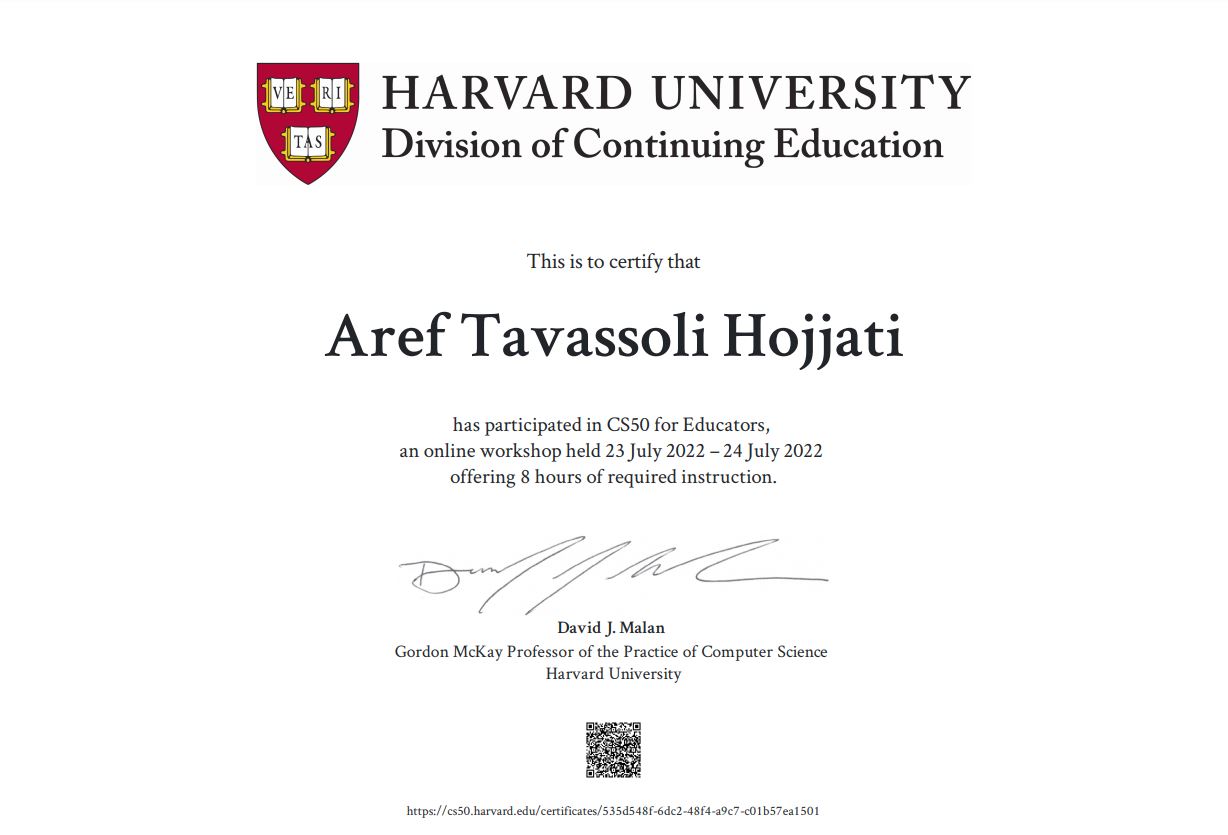 VE RI
TAS
HARVARD UNIVERSITY
Division of Continuing Education
This is to certify that
Aref Tavassoli Hojjati
has participated in CS50 for Educators,
an online workshop held 23 July 2022 – 24 July 2022
offering 8 hours of required instruction.
David J. Malan
Gordon McKay Professor of the Practice of Computer Science
Harvard University
https://cs50.harvard.edu/certificates/535d548f-6dc2-48f4-a9c7-c01b57ea1501